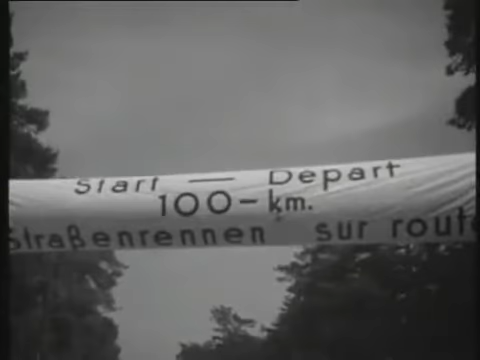 Start — Depart
100-km.
Straßenrennen sur route